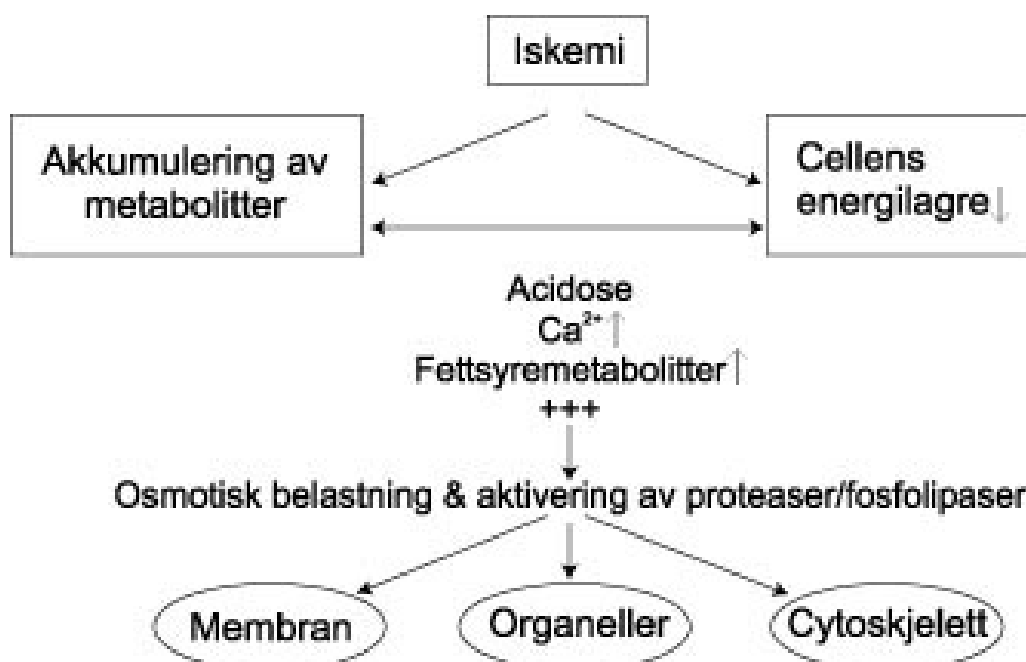 Iskemi
Akkumulering av
metabolitter
Cellens
energilagre↓
Acidose
Ca²⁺↑
Fettsyremetabolitter↑
+++
Osmotisk belastning & aktivering av proteaser/fosfolipaser
Membran
Organeller
Cytoskjelett